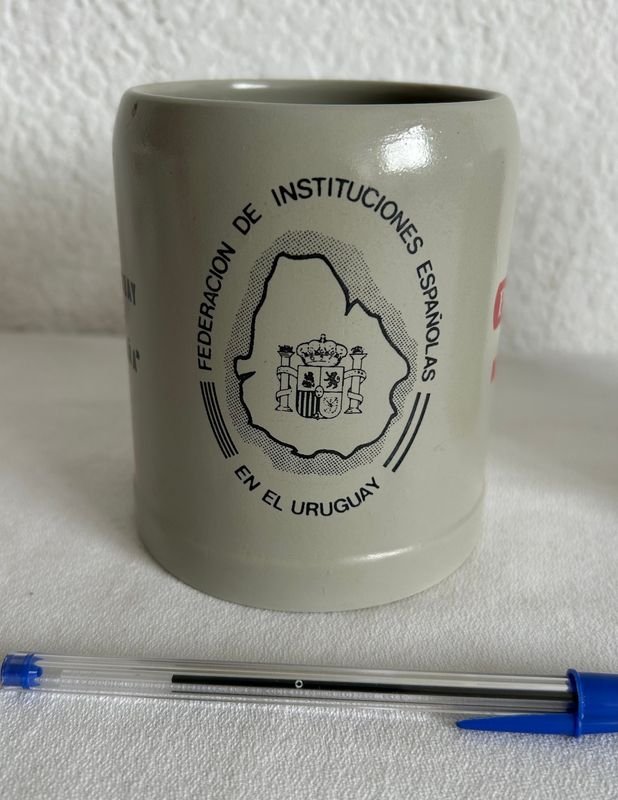 FEDERACION DE INSTITUCIONES ESPAÑOLAS
EN EL URUGUAY